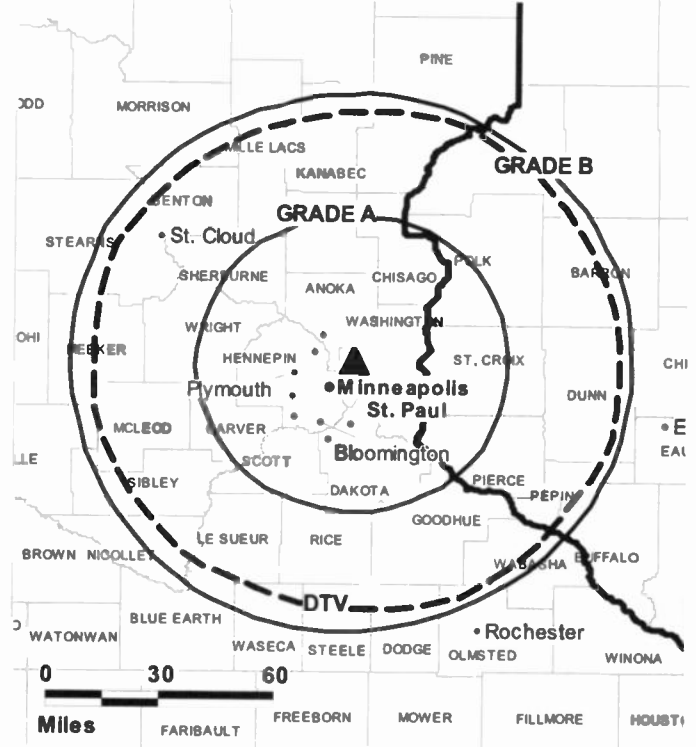 PINE
ODD
MORRISON
MILLE LACS
GRADE B
KANABEC
BENTON
GRADE A
St. Cloud
STEARNS
POLK
SHERBURNE
CHISAGO
BARRON
ANOKA
WRIGHT
WASHINGTON
OHI
MEEKER
HENNEPIN
ST. CROIX
CHI
Plymouth
Minneapolis
DUNN
St. Paul
MCLEOD
CARVER
E
Bloomington
EAU
LLE
SCOTT
SIBLEY
DAKOTA
PIERCE
PEPIN
GOODHUE
LE SUEUR
RICE
BROWN
NICOLLET
WABASHA
BUFFALO
DTV
BLUE EARTH
WATONWAN
Rochester
WASECA
STEELE
DODGE
OLMSTED
WINONA
0
30
60
Miles
FARIBAULT
FREEBORN
MOWER
FILLMORE
HOUST